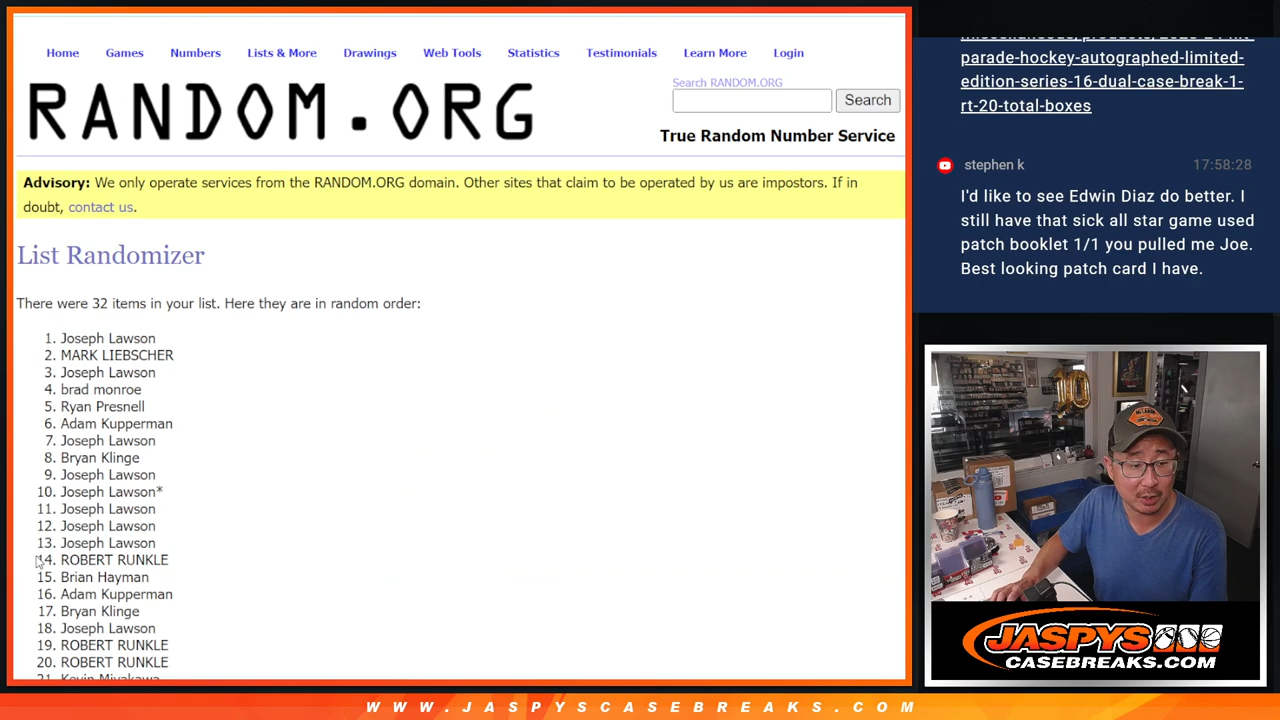 Home Games Numbers Lists & More Drawings Web Tools Statistics Testimonials Learn More Login
RANDOM.ORG
Search RANDOM.ORG
Search
True Random Number Service
Advisory: We only operate services from the RANDOM.ORG domain. Other sites that claim to be operated by us are impostors. If in
doubt, contact us.
List Randomizer
There were 32 items in your list. Here they are in random order:
1. Joseph Lawson
2. MARK LIEBSCHER
3. Joseph Lawson
4. brad monroe
5. Ryan Presnell
6. Adam Kupperman
7. Joseph Lawson
8. Bryan Klinge
9. Joseph Lawson
10. Joseph Lawson*
11. Joseph Lawson
12. Joseph Lawson
13. Joseph Lawson
14. ROBERT RUNKLE
15. Brian Hayman
16. Adam Kupperman
17. Bryan Klinge
18. Joseph Lawson
19. ROBERT RUNKLE
20. ROBERT RUNKLE
21. Kevin Miyakawa
parade-hockey-autographed-limited-
edition-series-16-dual-case-break-1-
rt-20-total-boxes
stephen k 17:58:28
I'd like to see Edwin Diaz do better. I
still have that sick all star game used
patch booklet 1/1 you pulled me Joe.
Best looking patch card I have.
10
JASPYS
CASEBREAKS.COM
WWW.JASPYSCASEBREAKS.COM